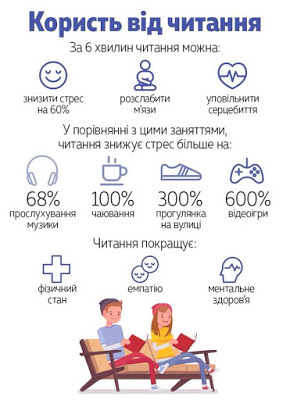 Користь від читання
За 6 хвилин читання можна:
знизити стрес
на 60%
розслабити
м'язи
уповільнити
серцебиття
У порівнянні з цими заняттями,
читання знижує стрес більше на:
68%
прослухування
музики
100%
чаювання
300%
прогулянка
на вулиці
600%
відеоігри
Читання покращує:
фізичний
стан
емпатію
ментальне
здоров'я